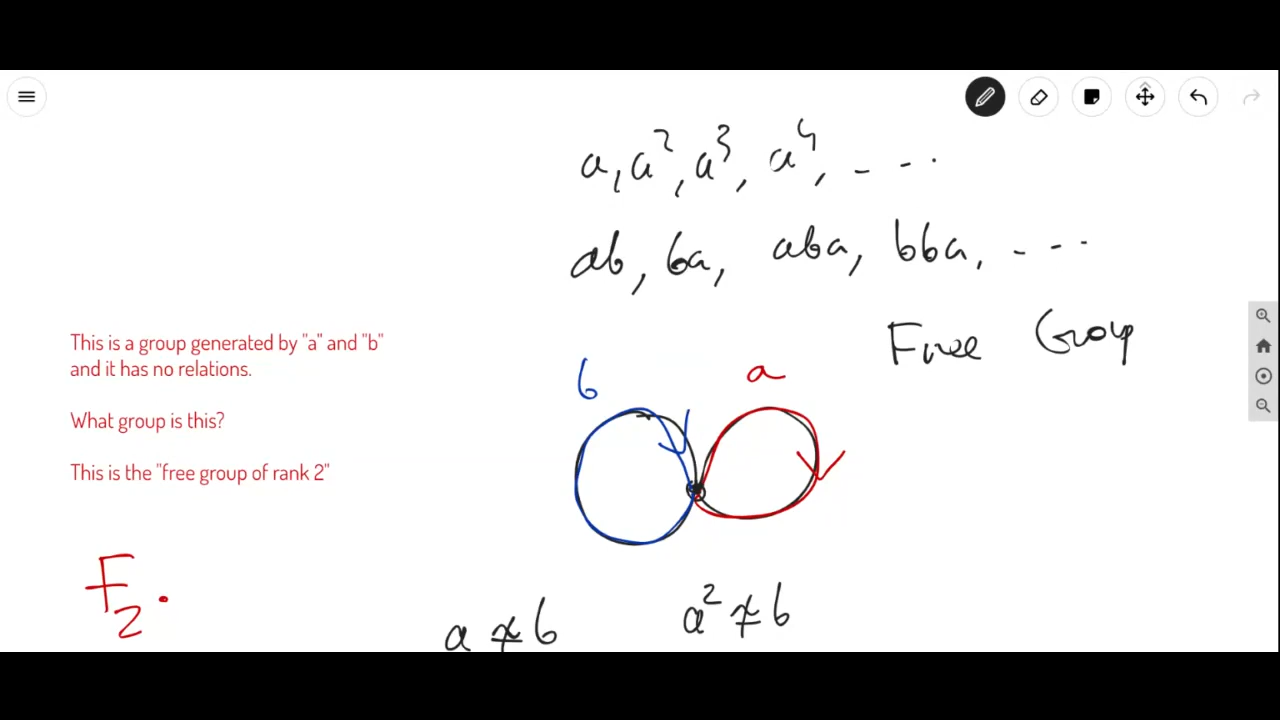 a, a², a³, a⁴, - - ..
ab, ba, aba, bba, - - ..
Free Group
This is a group generated by "a" and "b"
and it has no relations.
What group is this?
This is the "free group of rank 2"
b a
F₂.
a ≄ b a² ≄ b